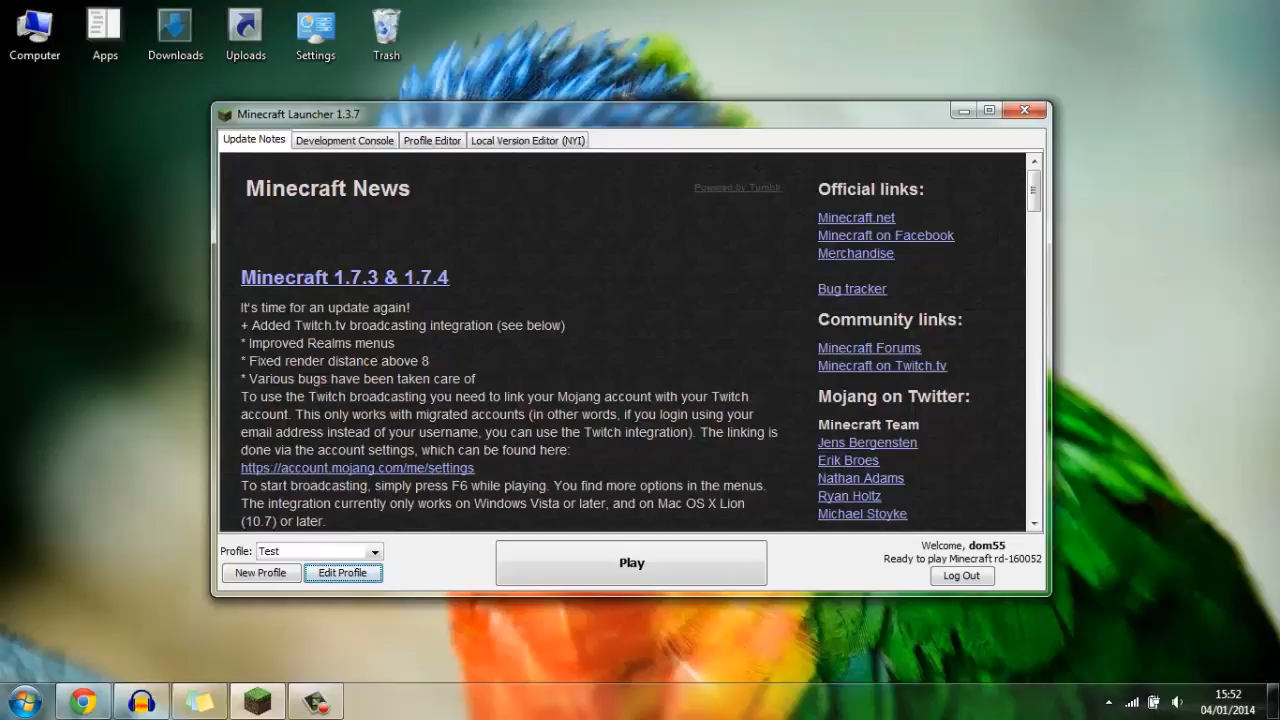 Computer
Apps
Downloads
Uploads
Settings
Trash
Minecraft Launcher 1.3.7
Update Notes
Development Console
Profile Editor
Local Version Editor (NYI)
Minecraft News
Powered by Tumblr
Minecraft 1.7.3 & 1.7.4
It's time for an update again!
+ Added Twitch.tv broadcasting integration (see below)
* Improved Realms menus
* Fixed render distance above 8
* Various bugs have been taken care of
To use the Twitch broadcasting you need to link your Mojang account with your Twitch
account. This only works with migrated accounts (in other words, if you login using your
email address instead of your username, you can use the Twitch integration). The linking is
done via the account settings, which can be found here:
https://account.mojang.com/me/settings
To start broadcasting, simply press F6 while playing. You find more options in the menus.
The integration currently only works on Windows Vista or later, and on Mac OS X Lion
(10.7) or later.
Official links:
Minecraft.net
Minecraft on Facebook
Merchandise
Bug tracker
Community links:
Minecraft Forums
Minecraft on Twitch.tv
Mojang on Twitter:
Minecraft Team
Jens Bergensten
Erik Broes
Nathan Adams
Ryan Holtz
Michael Stoyke
Profile: Test
New Profile
Edit Profile
Play
Welcome, dom55
Ready to play Minecraft rd-160052
Log Out
15:52
04/01/2014